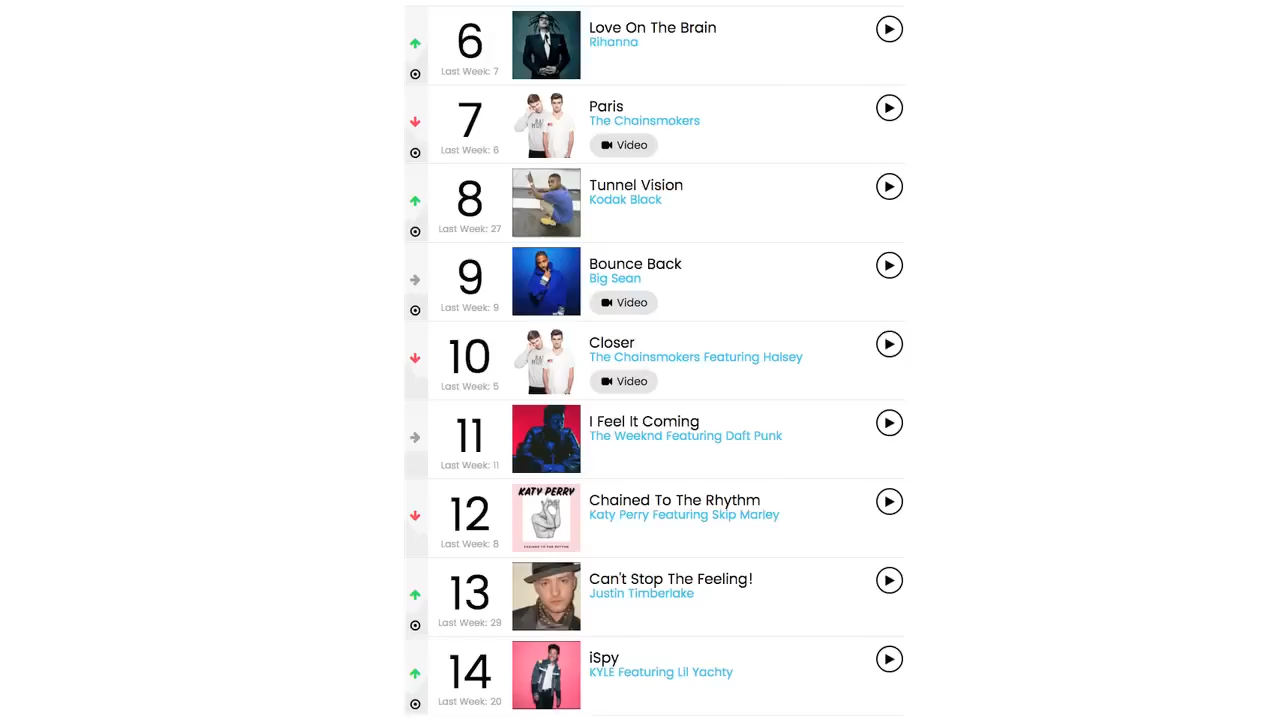 6
Last Week: 7
Love On The Brain
Rihanna
7
Last Week: 6
Paris
The Chainsmokers
Video
8
Last Week: 27
Tunnel Vision
Kodak Black
9
Last Week: 9
Bounce Back
Big Sean
Video
10
Last Week: 5
Closer
The Chainsmokers Featuring Halsey
Video
11
Last Week: 11
I Feel It Coming
The Weeknd Featuring Daft Punk
12
Last Week: 8
KATY PERRY
CHAINED TO THE RHYTHM
Chained To The Rhythm
Katy Perry Featuring Skip Marley
13
Last Week: 29
Can't Stop The Feeling!
Justin Timberlake
14
Last Week: 20
iSpy
KYLE Featuring Lil Yachty